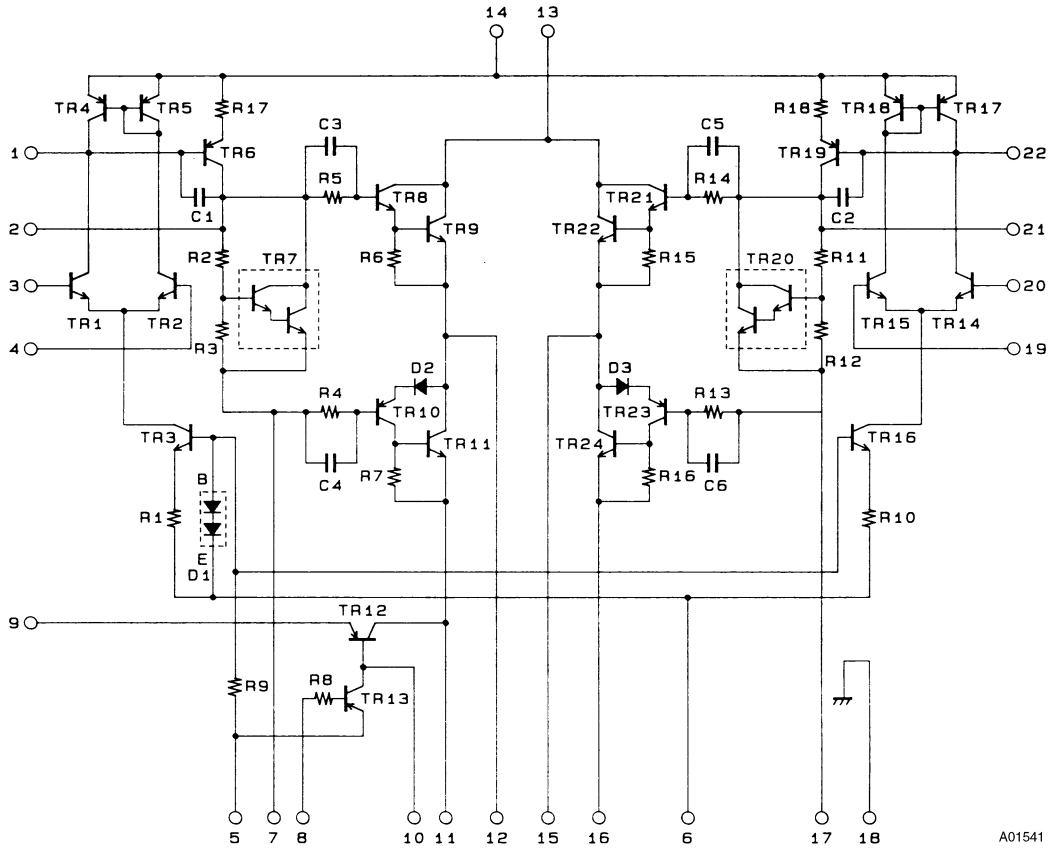 14 13
TR4 TR5 R17 C3 C5 R18 TR18 TR17
1 TR6 R5 TR8 TR21 R14 TR19 22
C1 C2
2 TR9 TR22 21
R2 TR7 R6 R15 TR20 R11
3 20
TR1 TR2 TR15 TR14
4 R3 R12 19
D2 D3
R4 TR10 TR23 R13
TR3 TR11 TR24 TR16
R7 C4 R16 C6
B
R1 R10
E
D1
9 TR12
R9 R8 TR13
5 7 8 10 11 12 15 16 6 17 18
A01541